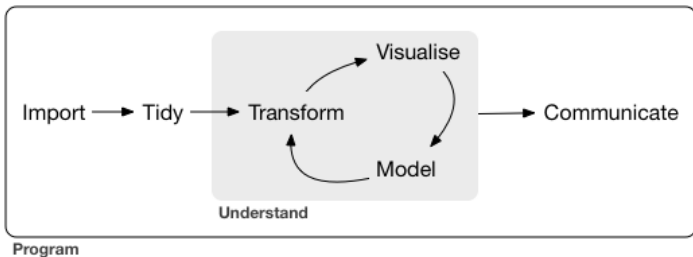 Visualise
Import Tidy Transform Communicate
Model
Understand
Program